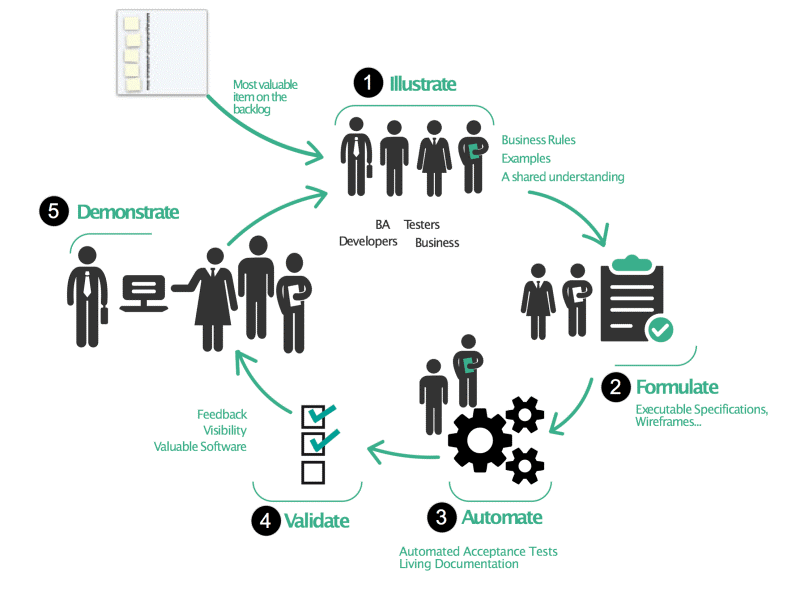 Most valuable
item on the
backlog
1 Illustrate
Business Rules
Examples
A shared understanding
BA Testers
Developers Business
5 Demonstrate
2 Formulate
Executable Specifications,
Wireframes...
Feedback
Visibility
Valuable Software
4 Validate
3 Automate
Automated Acceptance Tests
Living Documentation